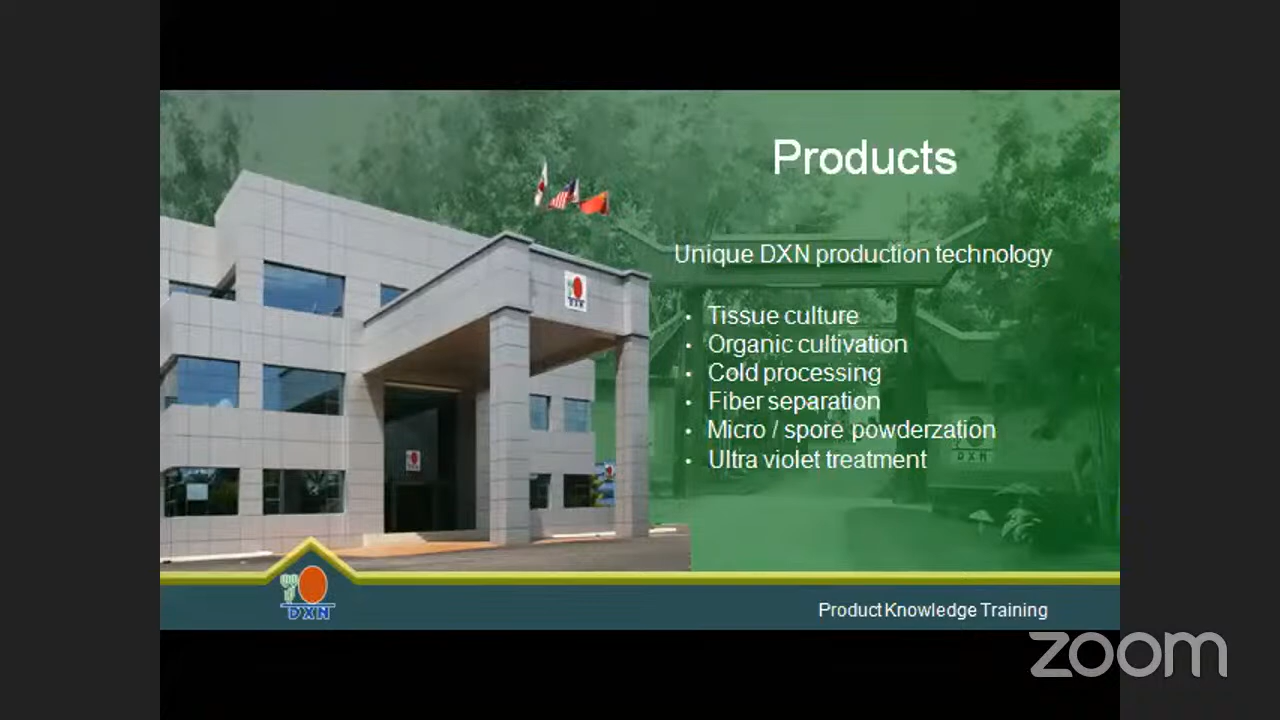 Products
Unique DXN production technology
• Tissue culture
• Organic cultivation
• Cold processing
• Fiber separation
• Micro / spore powderzation
• Ultra violet treatment
DXN
DXN
Product Knowledge Training
zoom